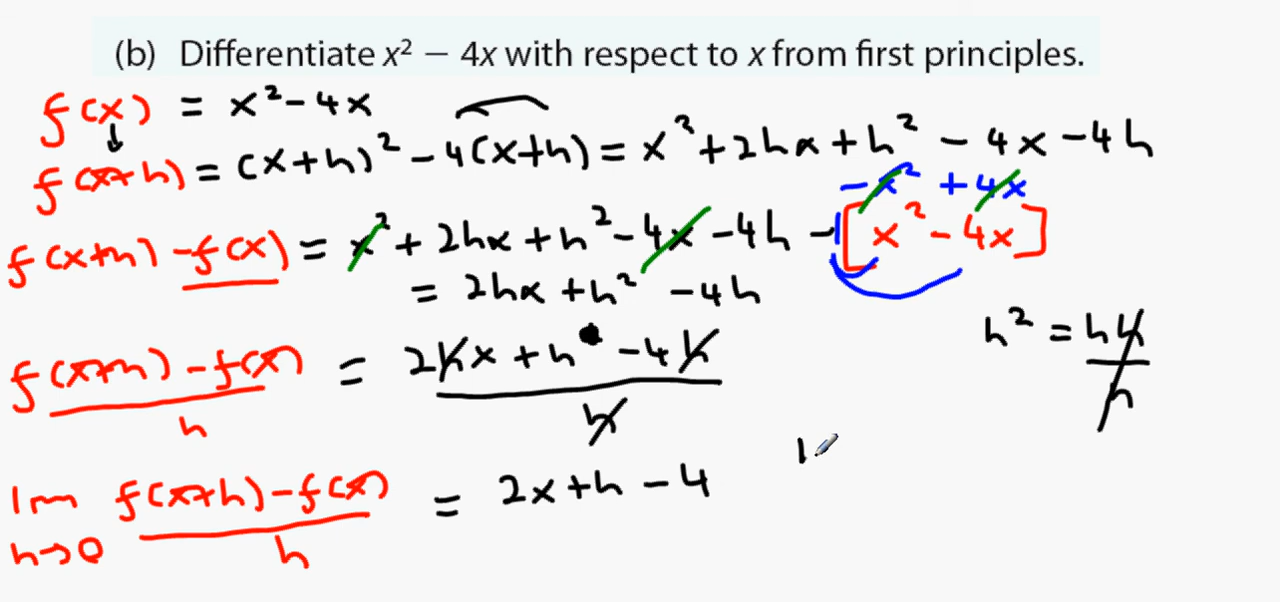 (b) Differentiate x² − 4x with respect to x from first principles.
f(x) = x² - 4x
f(x+h) = (x+h)² - 4(x+h) = x² + 2hx + h² - 4x - 4h
-x² + 4x
f(x+h) - f(x) = x² + 2hx + h² - 4x - 4h - [x² - 4x]
= 2hx + h² - 4h
h² = hh/h
f(x+h) - f(x)/h = 2hx + h - 4h/h
lim h→0 f(x+h) - f(x)/h = 2x + h - 4